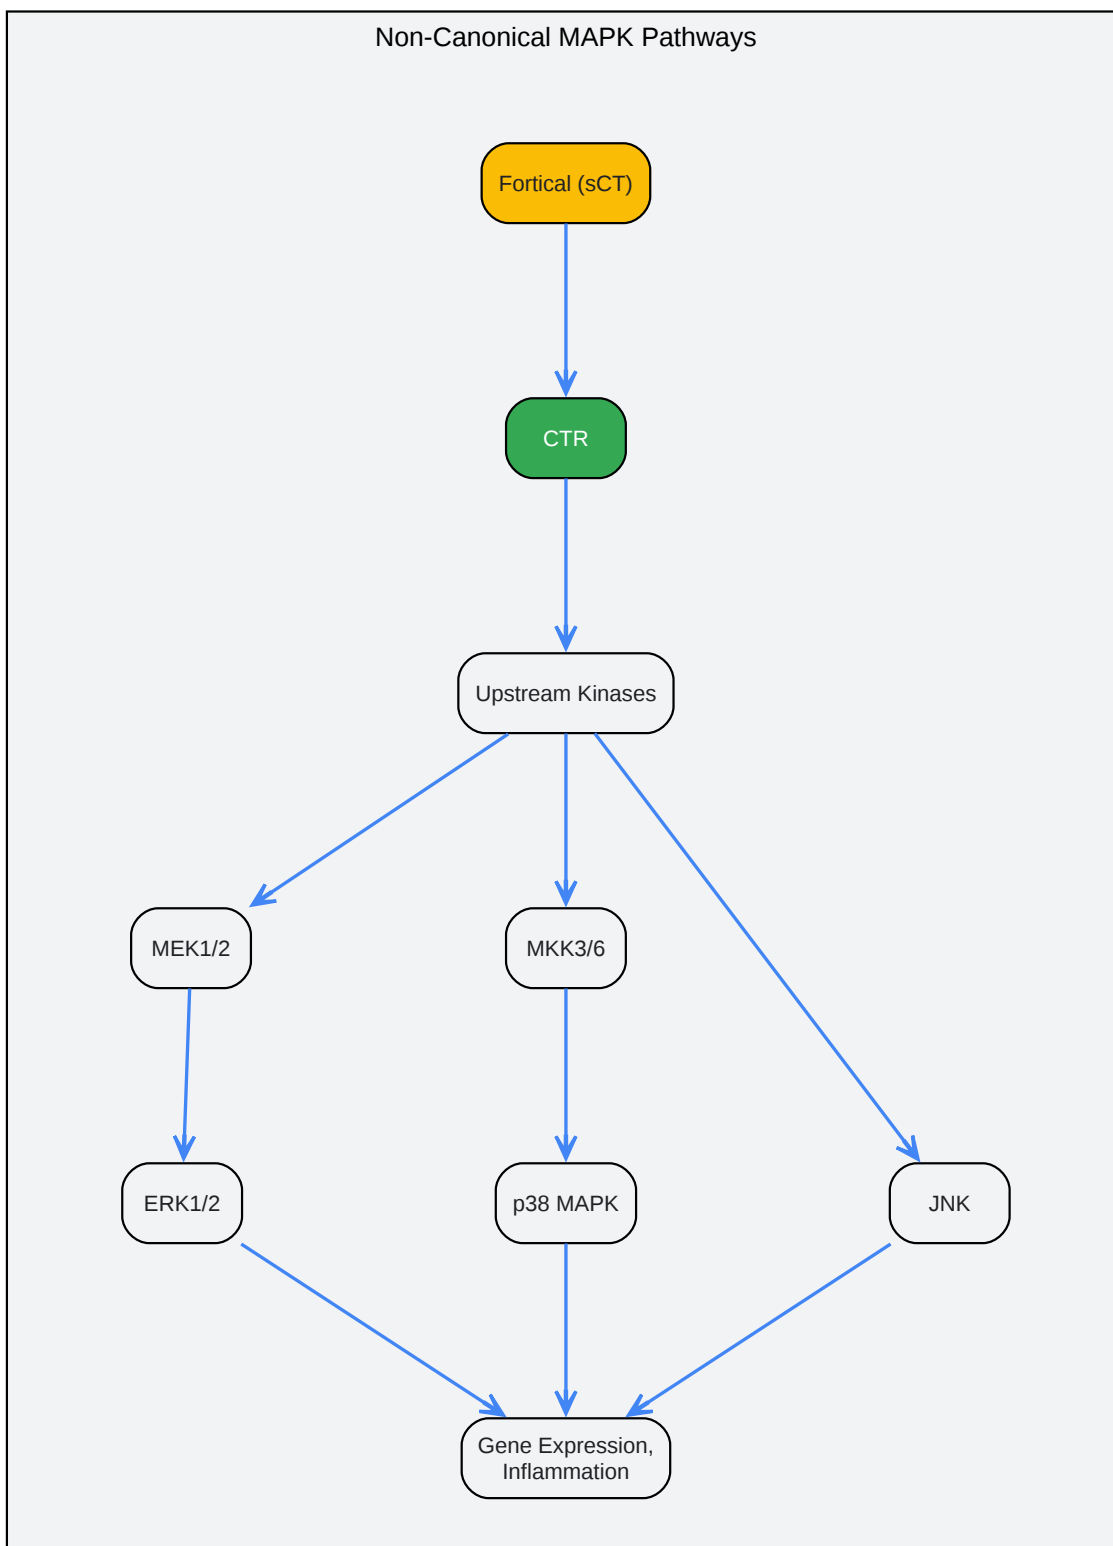 Non-Canonical MAPK Pathways
Fortical (sCT)
CTR
Upstream Kinases
MEK1/2
MKK3/6
ERK1/2
p38 MAPK
JNK
Gene Expression,
Inflammation